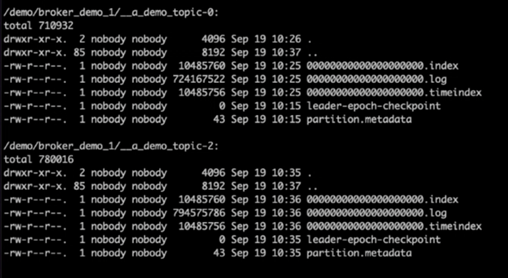 /demo/broker_demo_1/__a_demo_topic-0:
total 710932
drwxr-xr-x. 2 nobody nobody 4096 Sep 19 10:26 .
drwxr-xr-x. 85 nobody nobody 8192 Sep 19 10:37 ..
-rw-r--r--. 1 nobody nobody 10485760 Sep 19 10:25 00000000000000000000.index
-rw-r--r--. 1 nobody nobody 724167522 Sep 19 10:25 00000000000000000000.log
-rw-r--r--. 1 nobody nobody 10485756 Sep 19 10:25 00000000000000000000.timeindex
-rw-r--r--. 1 nobody nobody 0 Sep 19 10:15 leader-epoch-checkpoint
-rw-r--r--. 1 nobody nobody 43 Sep 19 10:15 partition.metadata
/demo/broker_demo_1/__a_demo_topic-2:
total 780016
drwxr-xr-x. 2 nobody nobody 4096 Sep 19 10:35 .
drwxr-xr-x. 85 nobody nobody 8192 Sep 19 10:37 ..
-rw-r--r--. 1 nobody nobody 10485760 Sep 19 10:36 00000000000000000000.index
-rw-r--r--. 1 nobody nobody 794575786 Sep 19 10:36 00000000000000000000.log
-rw-r--r--. 1 nobody nobody 10485756 Sep 19 10:36 00000000000000000000.timeindex
-rw-r--r--. 1 nobody nobody 0 Sep 19 10:35 leader-epoch-checkpoint
-rw-r--r--. 1 nobody nobody 43 Sep 19 10:35 partition.metadata